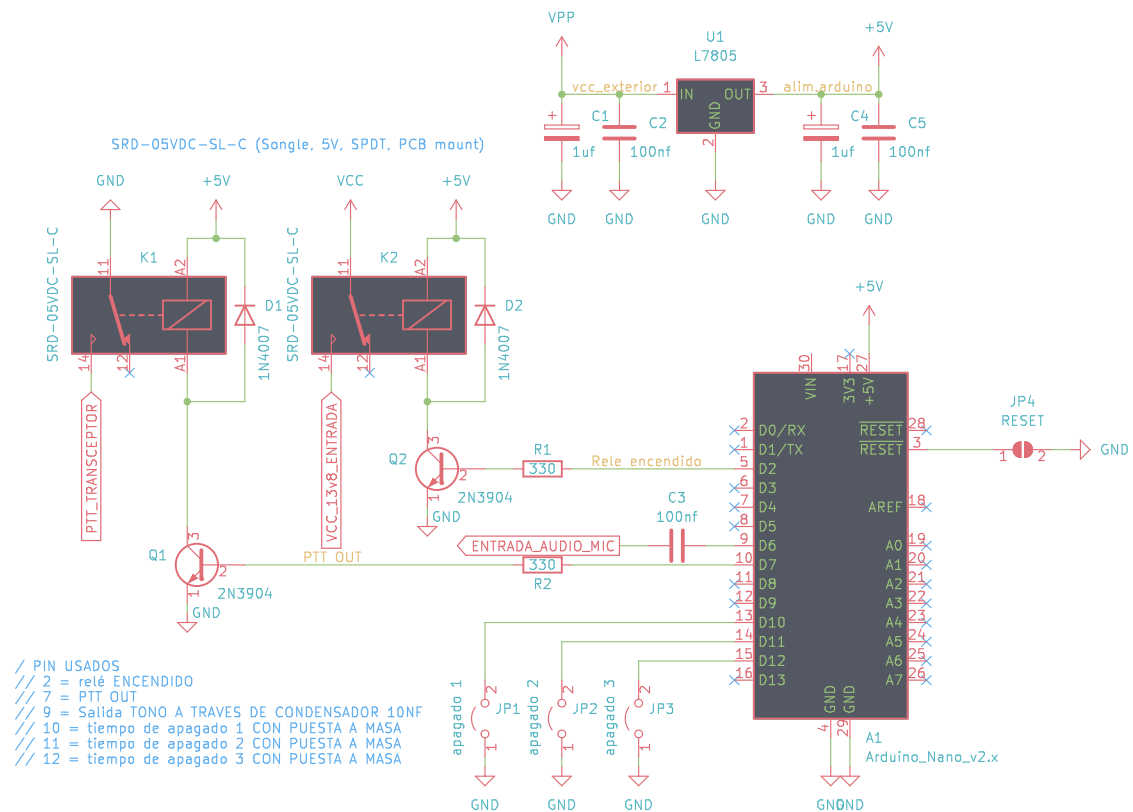 VPP
U1
L7805
+5V
vcc_exterior
1
IN
OUT
3
alim.arduino
GND
2
+
C1
1uf
C2
100nf
+
C4
1uf
C5
100nf
GND
GND
GND
GND
GND
SRD-05VDC-SL-C (Sangle, 5V, SPDT, PCB mount)
GND
+5V
VCC
+5V
SRD-05VDC-SL-C
K1
11
A2
14
12
A1
D1
1N4007
SRD-05VDC-SL-C
K2
11
A2
14
12
A1
D2
1N4007
PTT_TRANSCEPTOR
VCC_13v8_ENTRADA
Q2
3
2
1
2N3904
GND
R1
330
Rele encendido
C3
100nf
ENTRADA_AUDIO_MIC
Q1
3
2
1
2N3904
GND
PTT OUT
330
R2
+5V
30
17
27
VIN
3V3
+5V
2 D0/RX
1 D1/TX
5 D2
6 D3
7 D4
8 D5
9 D6
10 D7
11 D8
12 D9
13 D10
14 D11
15 D12
16 D13
RESET 28
RESET 3
AREF 18
A0 19
A1 20
A2 21
A3 22
A4 23
A5 24
A6 25
A7 26
GND
GND
4
29
A1
Arduino_Nano_v2.x
GND
GND
JP4
RESET
1
2
GND
apagado 1
2
JP1
1
GND
apagado 2
2
JP2
1
GND
apagado 3
2
JP3
1
GND
/ PIN USADOS
// 2 = relé ENCENDIDO
// 7 = PTT OUT
// 9 = Salida TONO A TRAVES DE CONDENSADOR 10NF
// 10 = tiempo de apagado 1 CON PUESTA A MASA
// 11 = tiempo de apagado 2 CON PUESTA A MASA
// 12 = tiempo de apagado 3 CON PUESTA A MASA